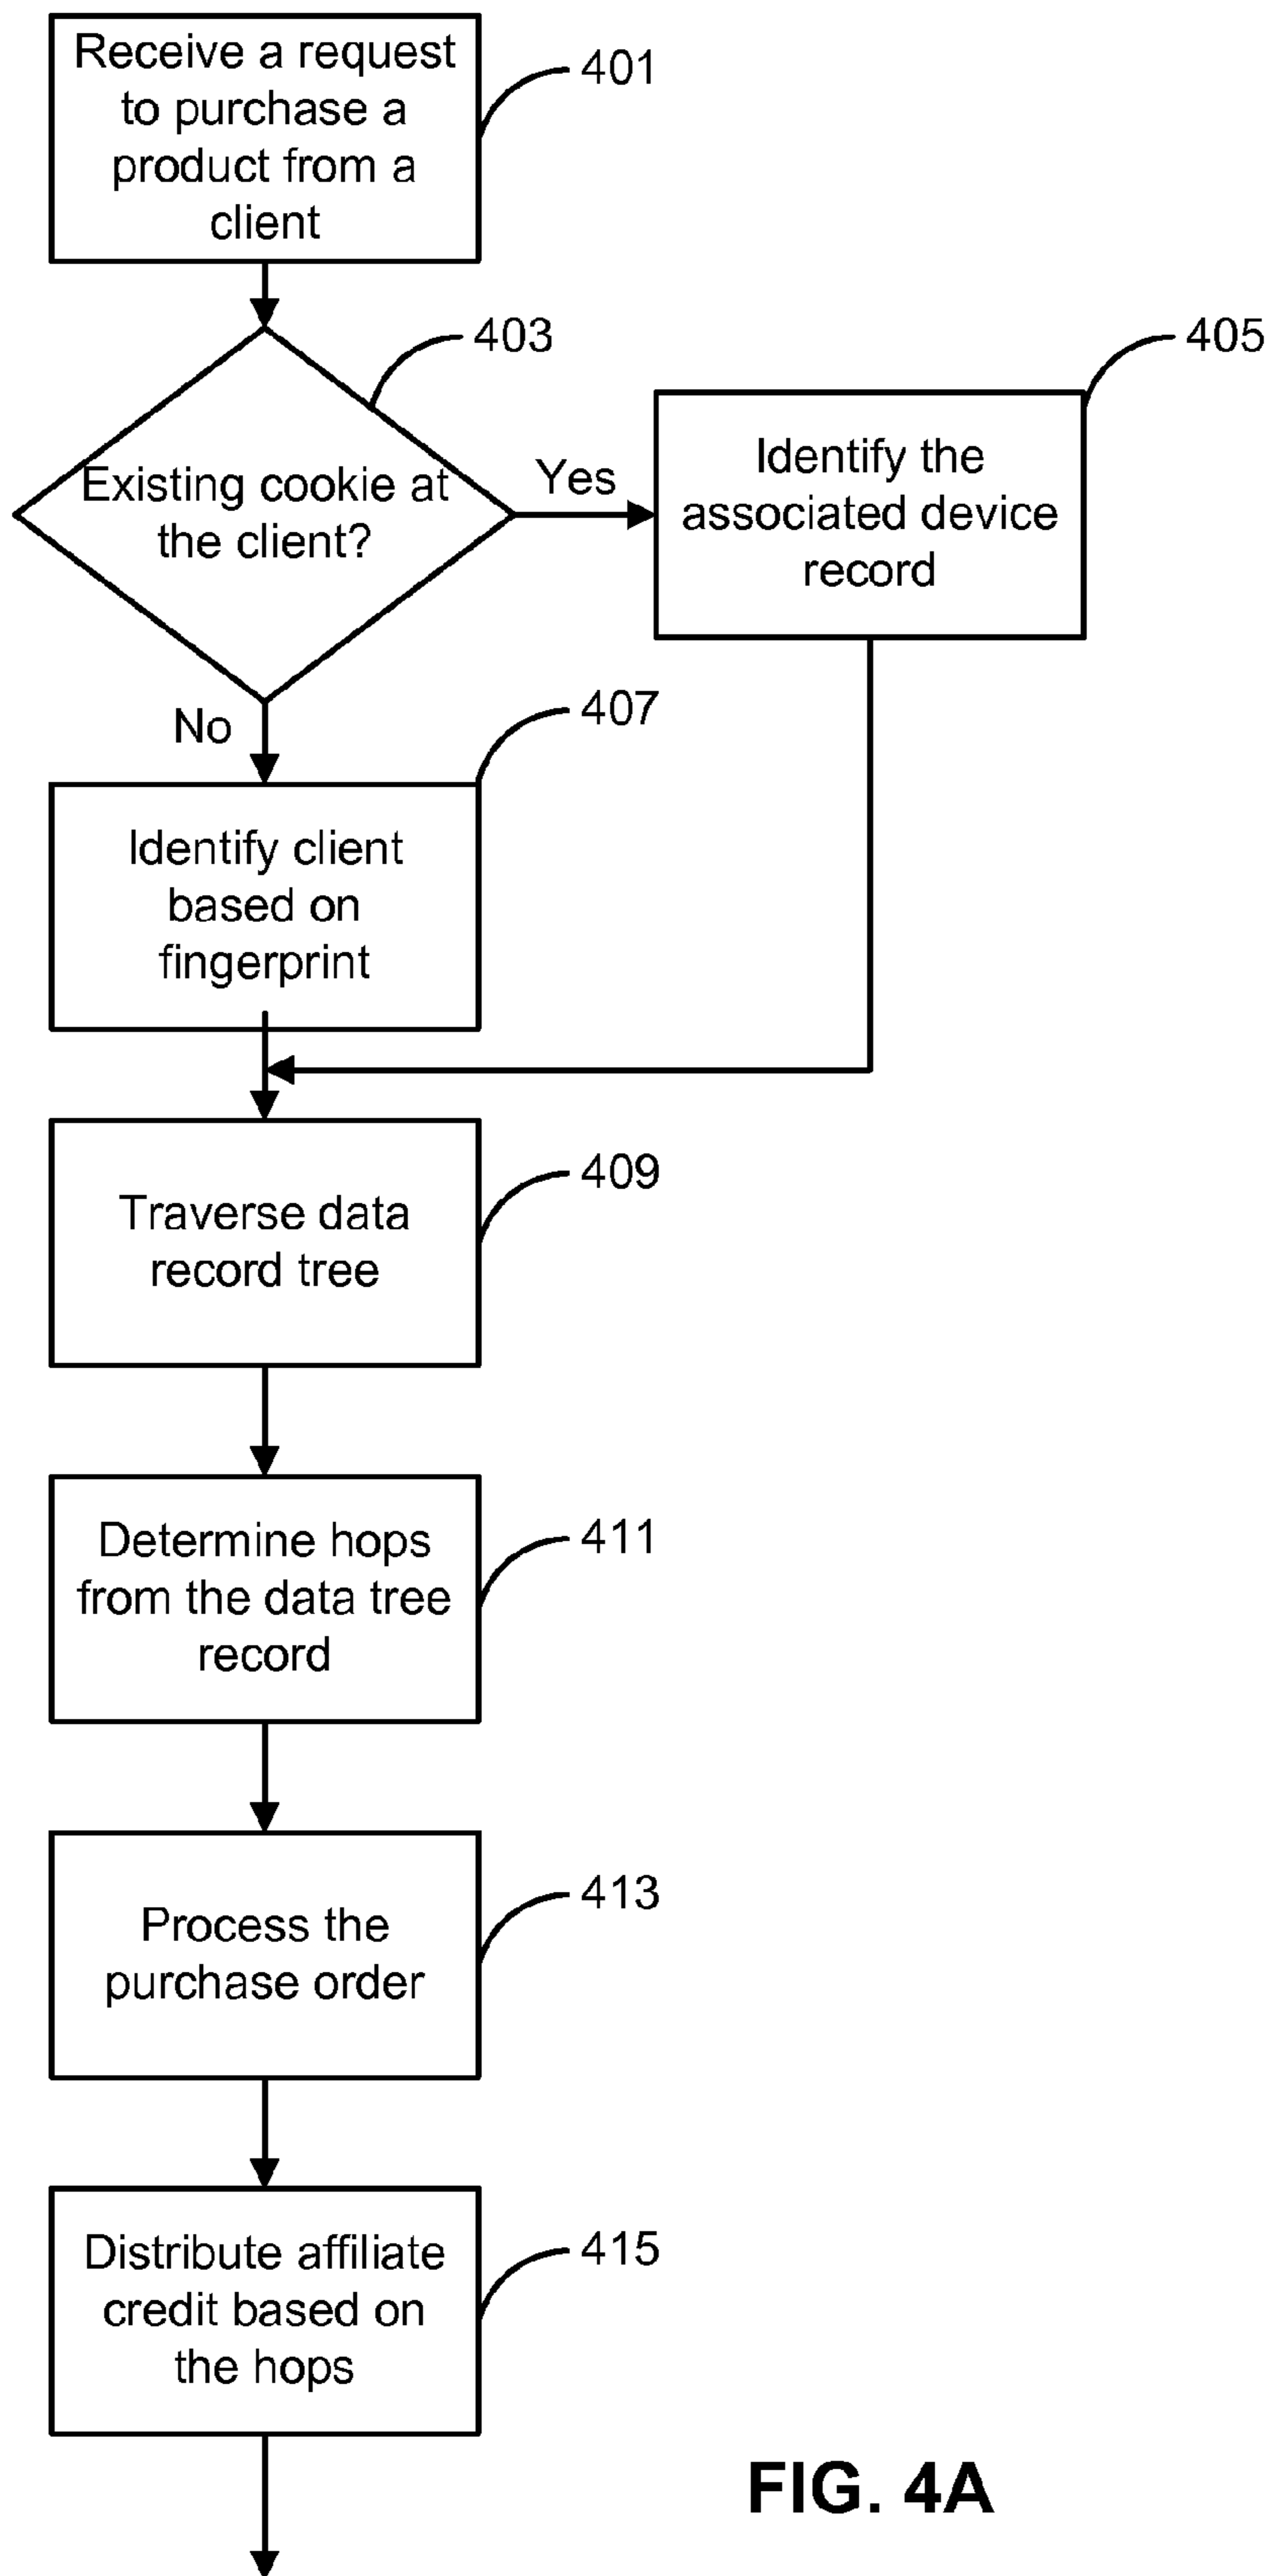 Receive a request
to purchase a
product from a
client
401
403
405
Existing cookie at
the client?
Yes
Identify the
associated device
record
No
407
Identify client
based on
fingerprint
409
Traverse data
record tree
411
Determine hops
from the data tree
record
413
Process the
purchase order
415
Distribute affiliate
credit based on
the hops
FIG. 4A